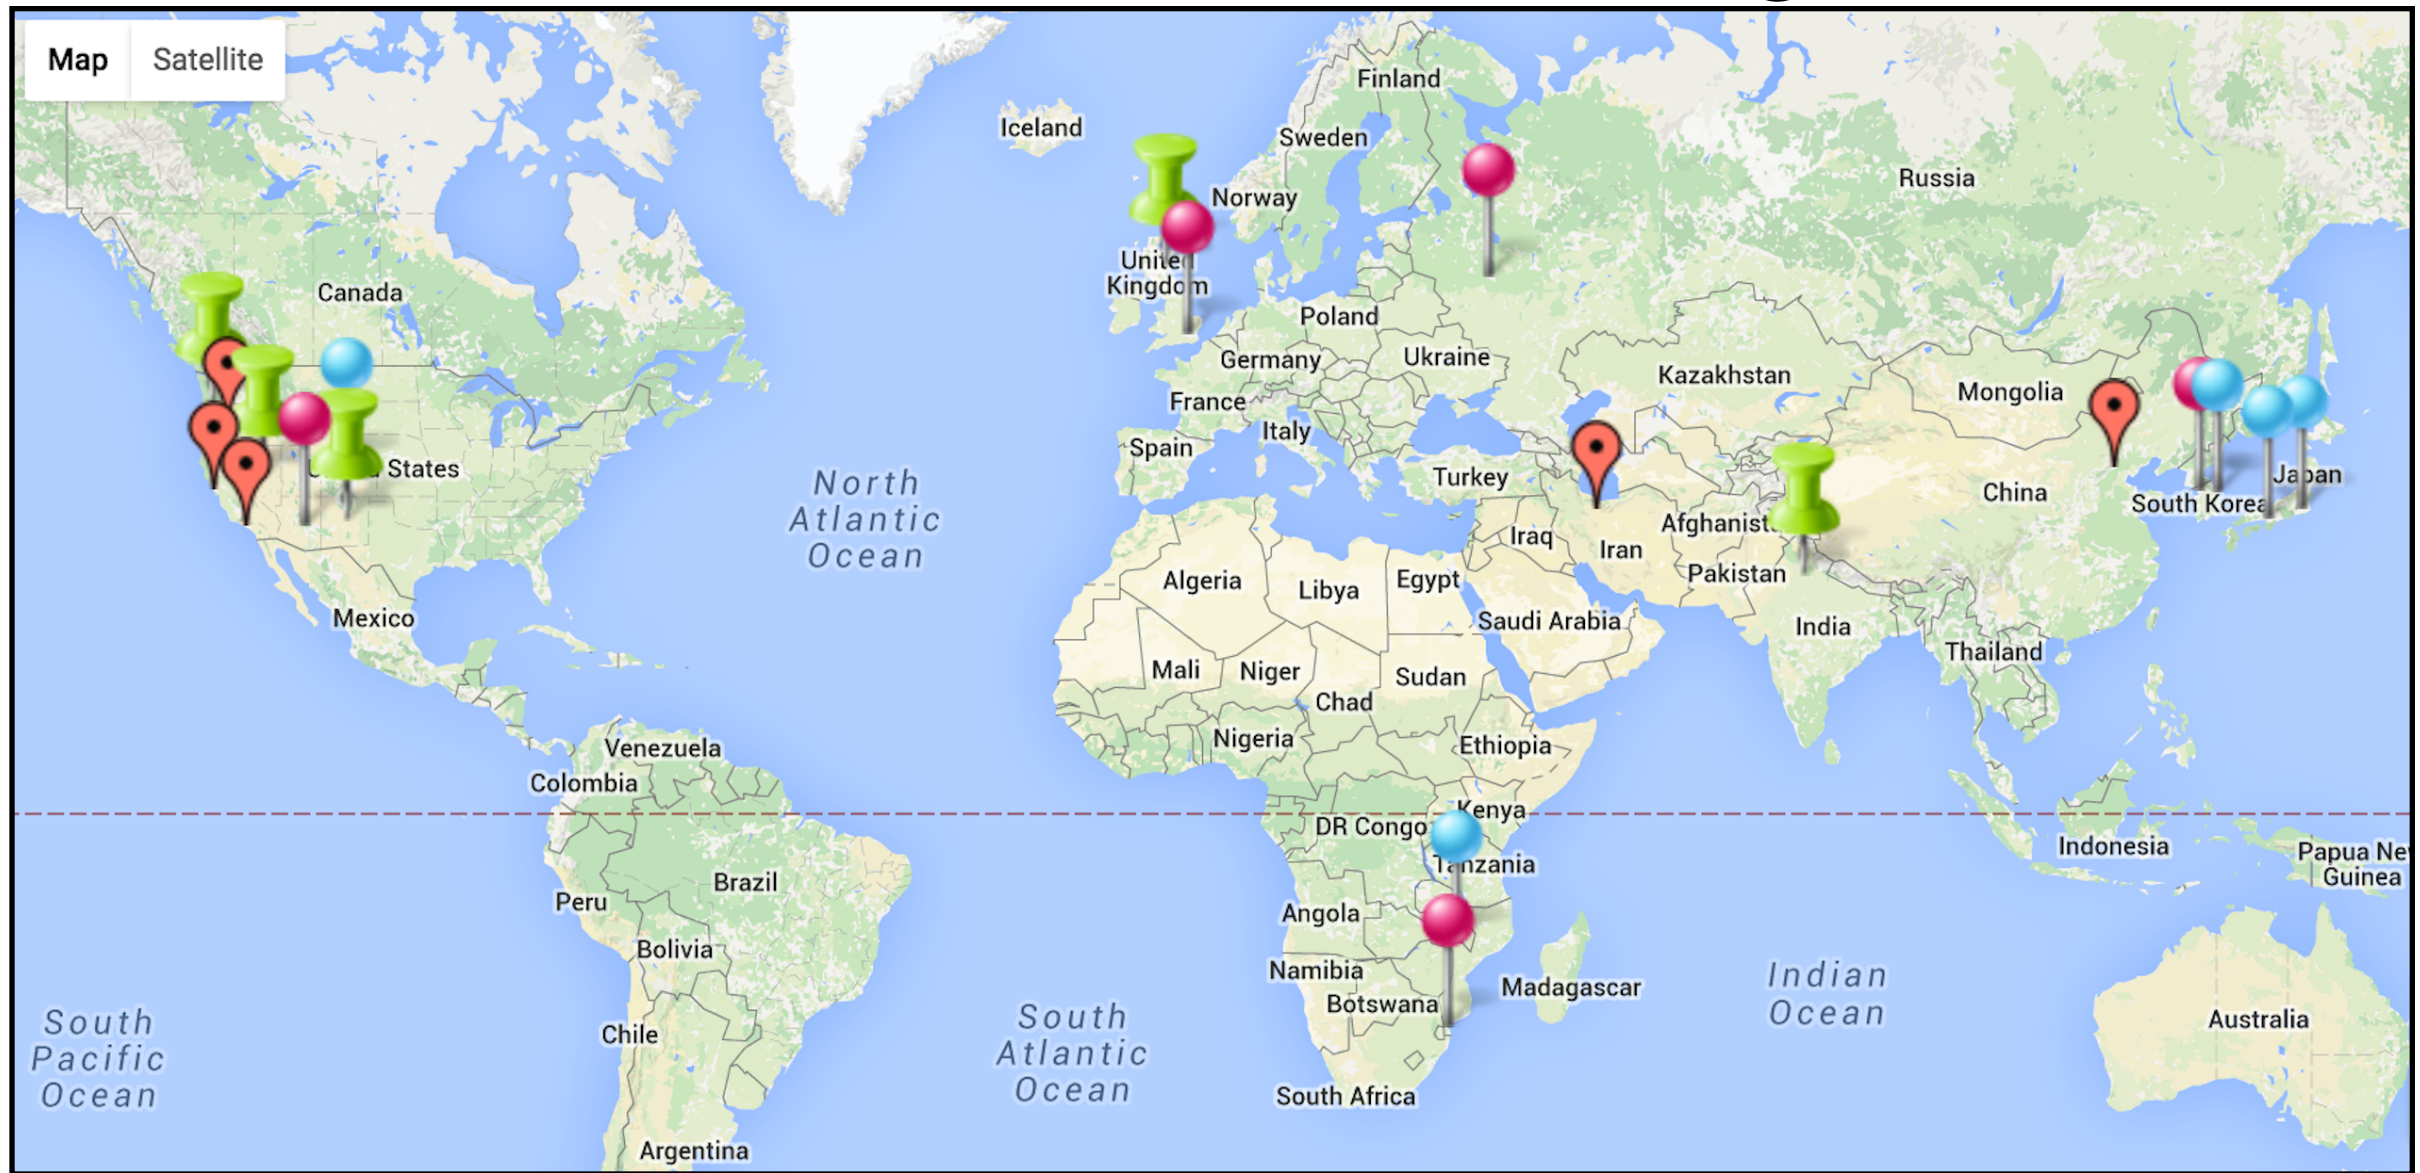 Map
Satellite
Finland
Iceland
Sweden
Russia
Norway
United
Kingdom
Canada
Poland
Germany
Ukraine
Kazakhstan
Mongolia
France
Italy
Spain
States
Turkey
Japan
North
Atlantic
Ocean
China
South Korea
Afghanist
Iraq
Iran
Pakistan
Algeria
Libya
Egypt
Mexico
Saudi Arabia
India
Thailand
Mali
Niger
Sudan
Chad
Nigeria
Ethiopia
Venezuela
Colombia
Kenya
DR Congo
Indonesia
Papua Ne
Guinea
Tanzania
Brazil
Peru
Angola
Bolivia
Namibia
Indian
Ocean
Madagascar
Botswana
South
Pacific
Ocean
South
Atlantic
Ocean
Australia
Chile
South Africa
Argentina